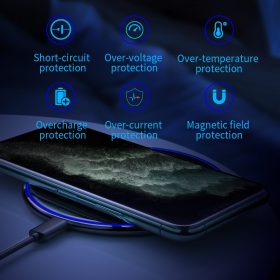 Short-circuit
protection
Over-voltage
protection
Over-temperature
protection
Overcharge
protection
Over-current
protection
Magnetic field
protection